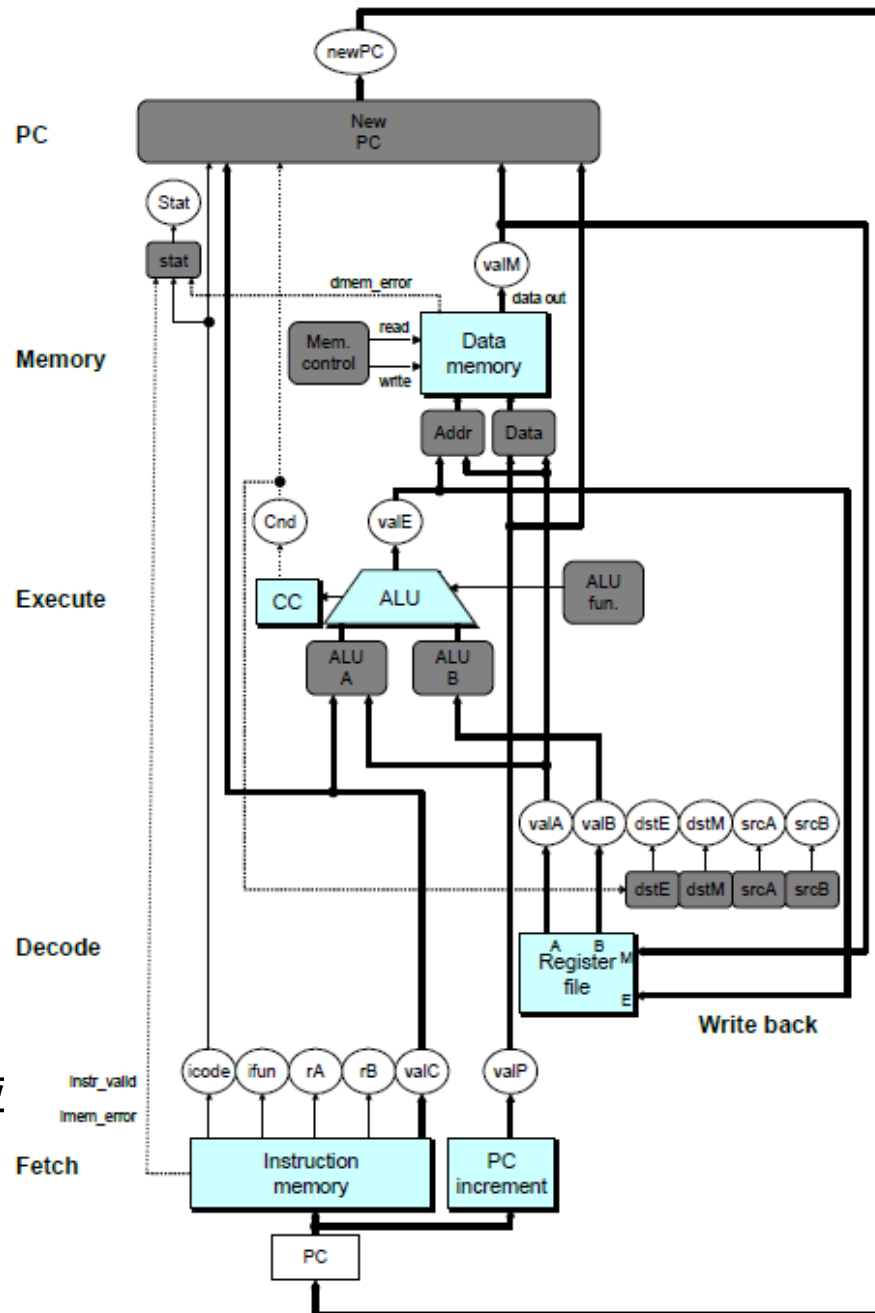 newPC
PC
New
PC
Stat
stat
valM
dmem_error
data out
Memory
Mem.
control
read
write
Data
memory
Addr
Data
Cnd
valE
Execute
CC
ALU
ALU
fun.
ALU
A
ALU
B
valA
valB
dstE
dstM
srcA
srcB
dstE
dstM
srcA
srcB
Decode
A
B
M
Register
file
E
Write back
icode
ifun
rA
rB
valC
valP
Instr_valid
Imem_error
Fetch
Instruction
memory
PC
increment
PC